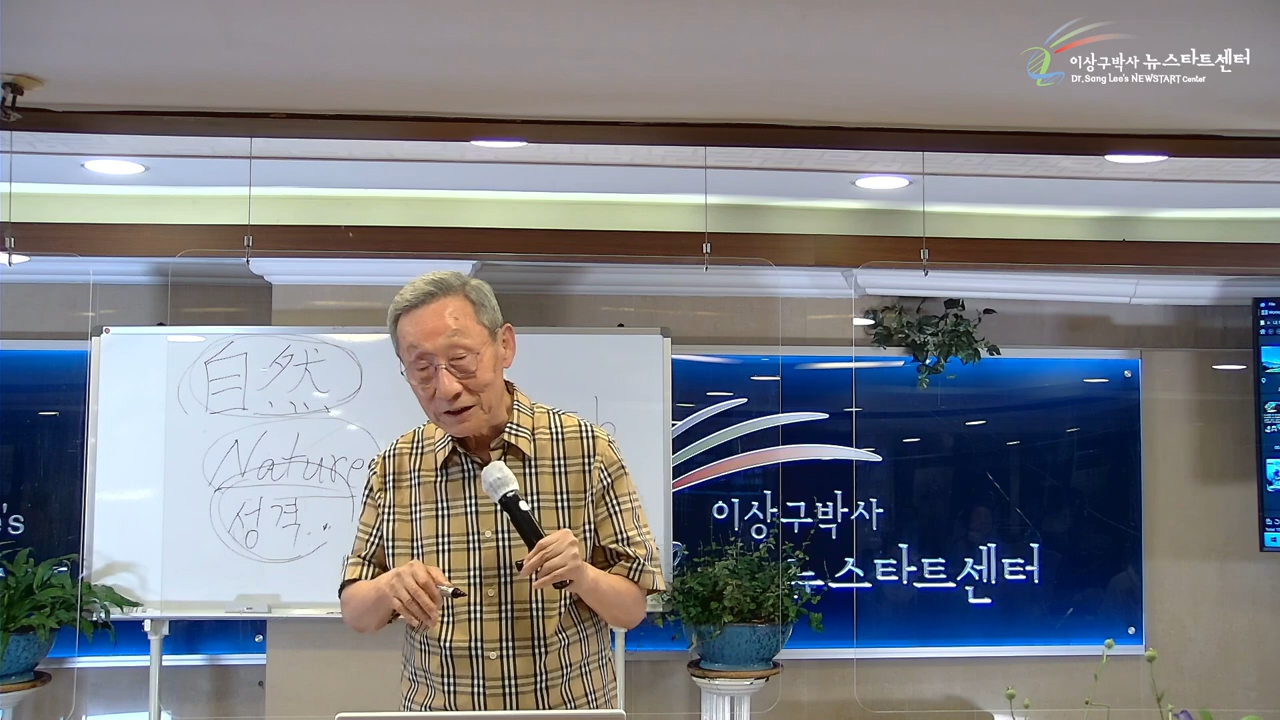 이상구박사 뉴스타트센터
Dr. Sang Lee's NEWSTART Center
自然
Nature
성격
이상구박사
뉴스타트센터
's